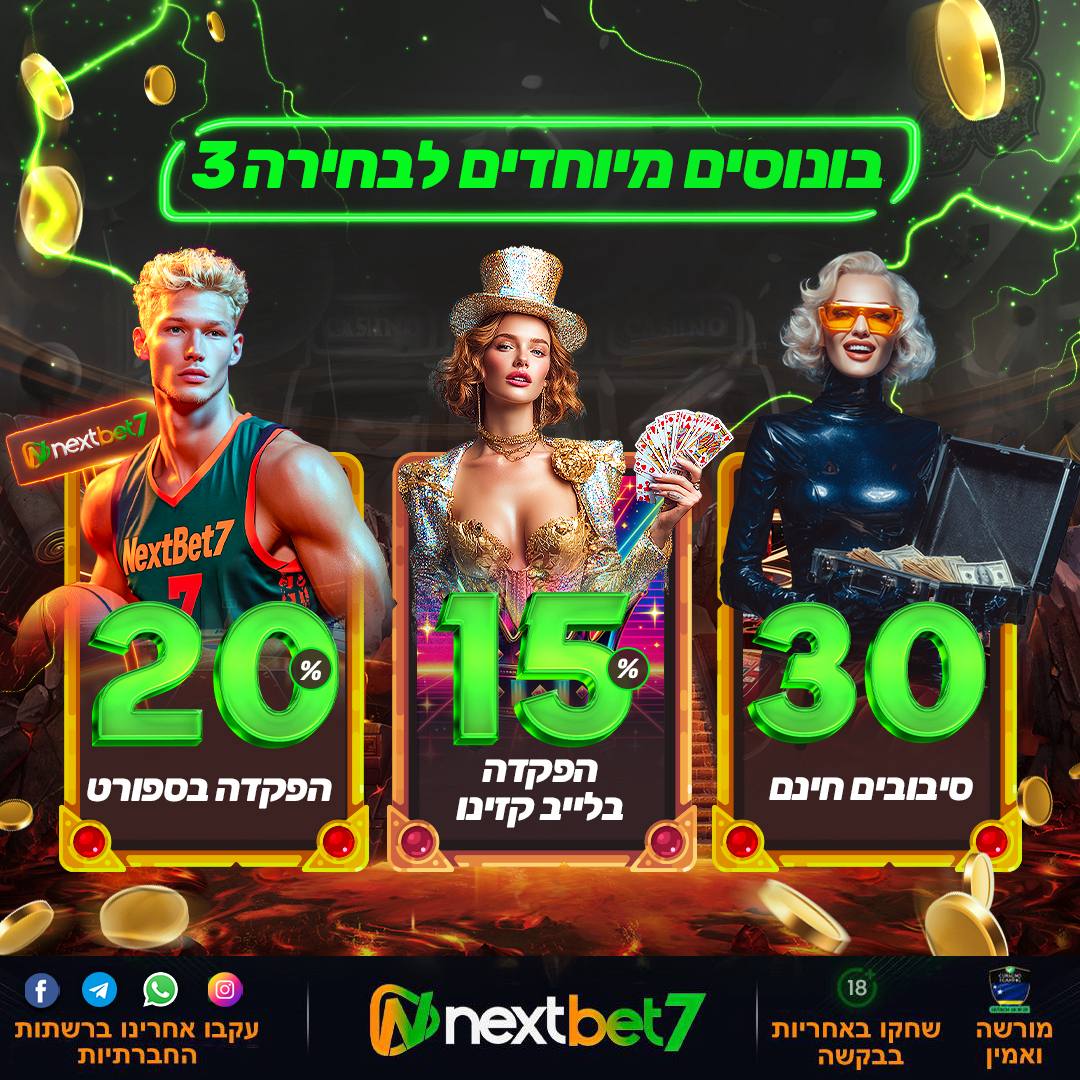 3 בונוסים מיוחדים לבחירה
nextbet7
NextBet7
7
30
סיבובים חינם
15%
הפקדה
בלייב קזינו
20%
הפקדה בספורט
מורשה
ואמין
18+
שחקו באחריות
בבקשה
nextbet7
עקבו אחרינו ברשתות
החברתיות